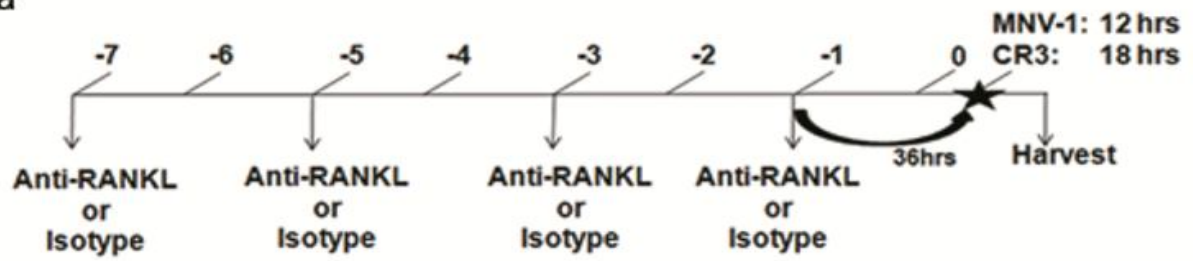 a
MNV-1: 12 hrs
-7 -6 -5 -4 -3 -2 -1 0 CR3: 18 hrs
36hrs Harvest
Anti-RANKL Anti-RANKL Anti-RANKL Anti-RANKL
or or or or
Isotype Isotype Isotype Isotype